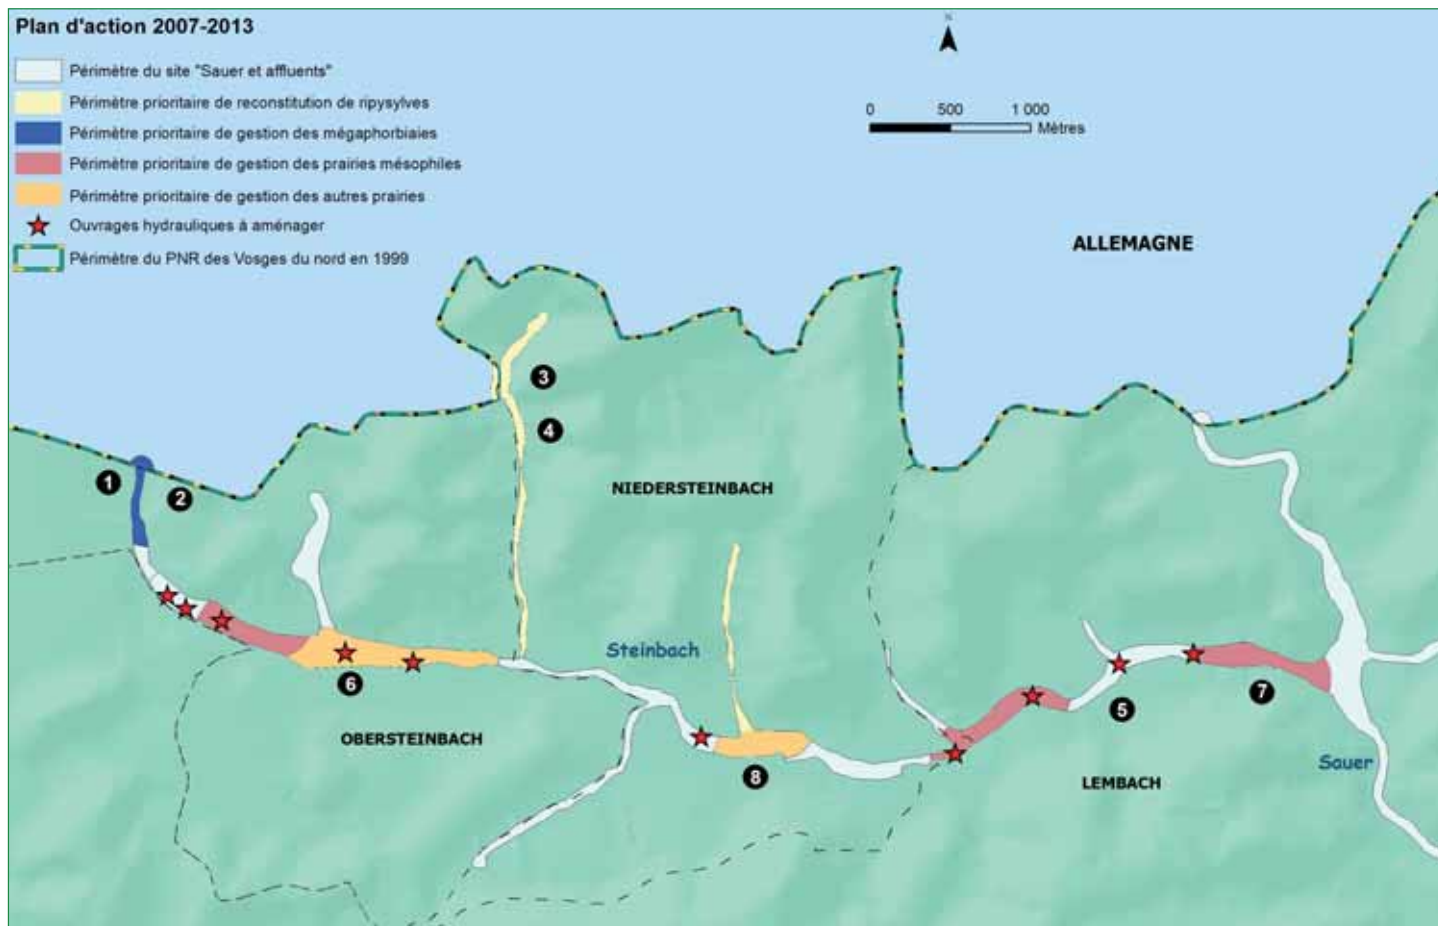 Plan d'action 2007-2013
Périmètre du site "Sauer et affluents"
Périmètre prioritaire de reconstitution de ripysylves
Périmètre prioritaire de gestion des mégaphorbiaies
Périmètre prioritaire de gestion des prairies mésophiles
Périmètre prioritaire de gestion des autres prairies
Ouvrages hydrauliques à aménager
Périmètre du PNR des Vosges du nord en 1999
N
0 500 1 000
Mètres
ALLEMAGNE
3
4
1
2
NIEDERSTEINBACH
Steinbach
6
5
7
OBERSTEINBACH
8
Sauer
LEMBACH